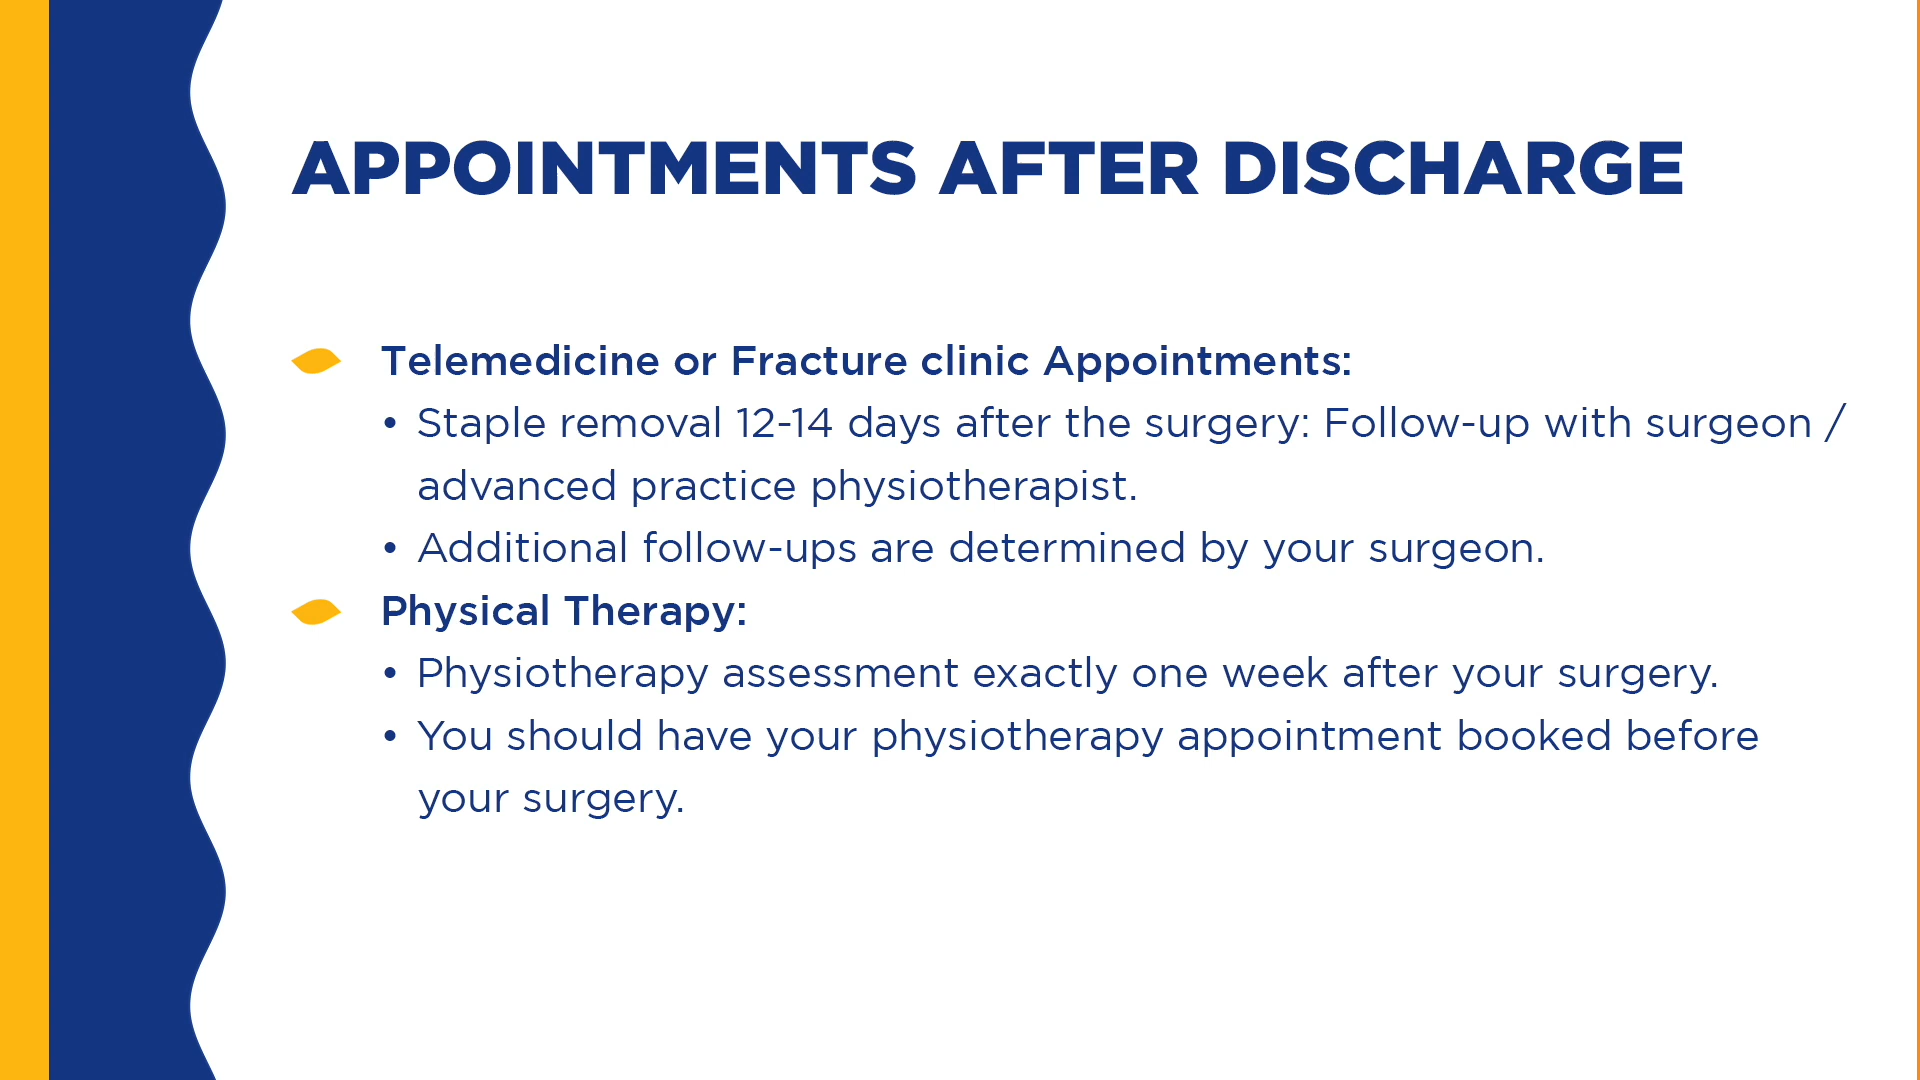 APPOINTMENTS AFTER DISCHARGE
Telemedicine or Fracture clinic Appointments:
• Staple removal 12-14 days after the surgery: Follow-up with surgeon /
advanced practice physiotherapist.
• Additional follow-ups are determined by your surgeon.
Physical Therapy:
• Physiotherapy assessment exactly one week after your surgery.
• You should have your physiotherapy appointment booked before
your surgery.